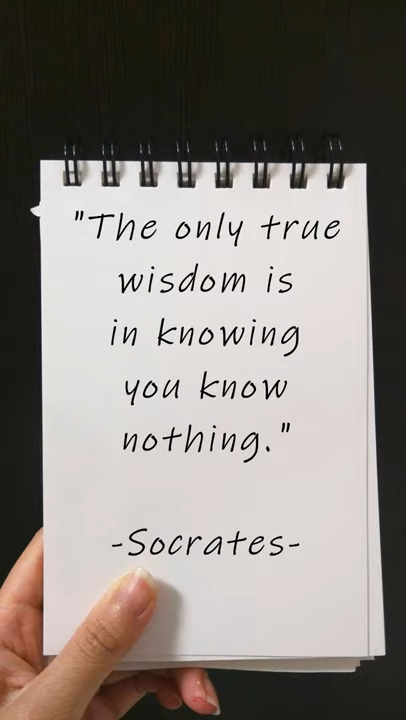 "The only true
wisdom is
in knowing
you know
nothing."
-Socrates-